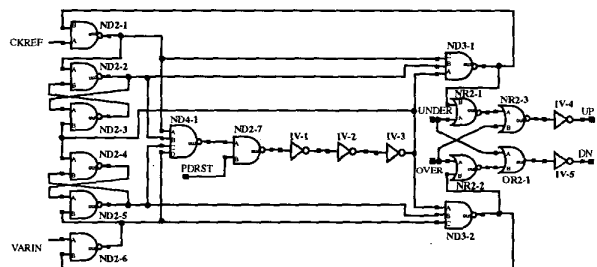 ND2-1
CKREF
ND2-2
ND2-3
ND2-4
ND2-5
VARIN
ND2-6
ND4-1
ND2-7
PDRST
IV-1
IV-2
IV-3
ND3-1
NR2-1
UNDER
NR2-3
IV-4
UP
OVER
NR2-2
OR2-1
IV-5
DN
ND3-2